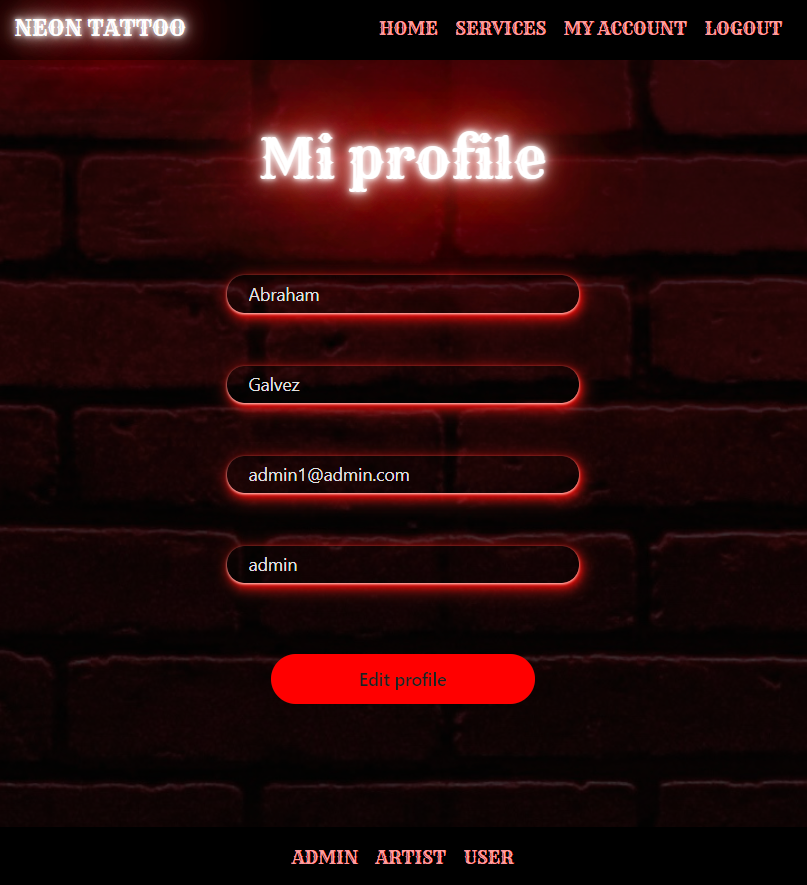 NEON TATTOO
HOME SERVICES MY ACCOUNT LOGOUT
Mi profile
Abraham
Galvez
admin1@admin.com
admin
Edit profile
ADMIN ARTIST USER